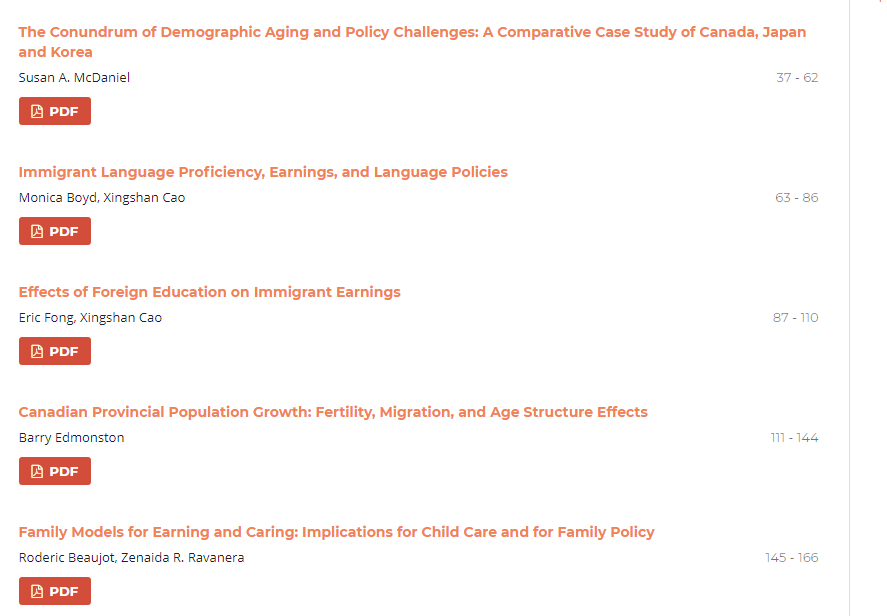 The Conundrum of Demographic Aging and Policy Challenges: A Comparative Case Study of Canada, Japan
and Korea
Susan A. McDaniel 37 - 62
PDF
Immigrant Language Proficiency, Earnings, and Language Policies
Monica Boyd, Xingshan Cao 63 - 86
PDF
Effects of Foreign Education on Immigrant Earnings
Eric Fong, Xingshan Cao 87 - 110
PDF
Canadian Provincial Population Growth: Fertility, Migration, and Age Structure Effects
Barry Edmonston 111 - 144
PDF
Family Models for Earning and Caring: Implications for Child Care and for Family Policy
Roderic Beaujot, Zenaida R. Ravanera 145 - 166
PDF